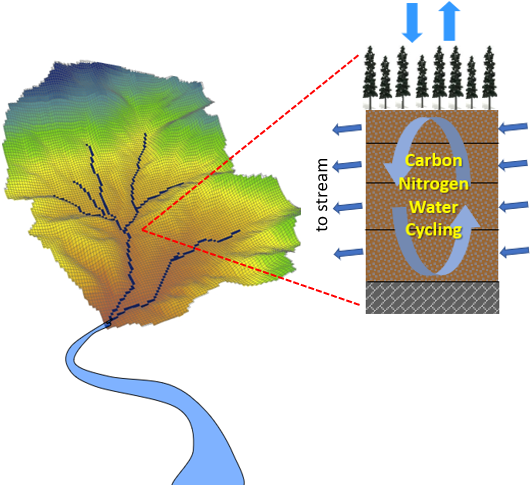 Carbon
Nitrogen
Water
Cycling
to stream